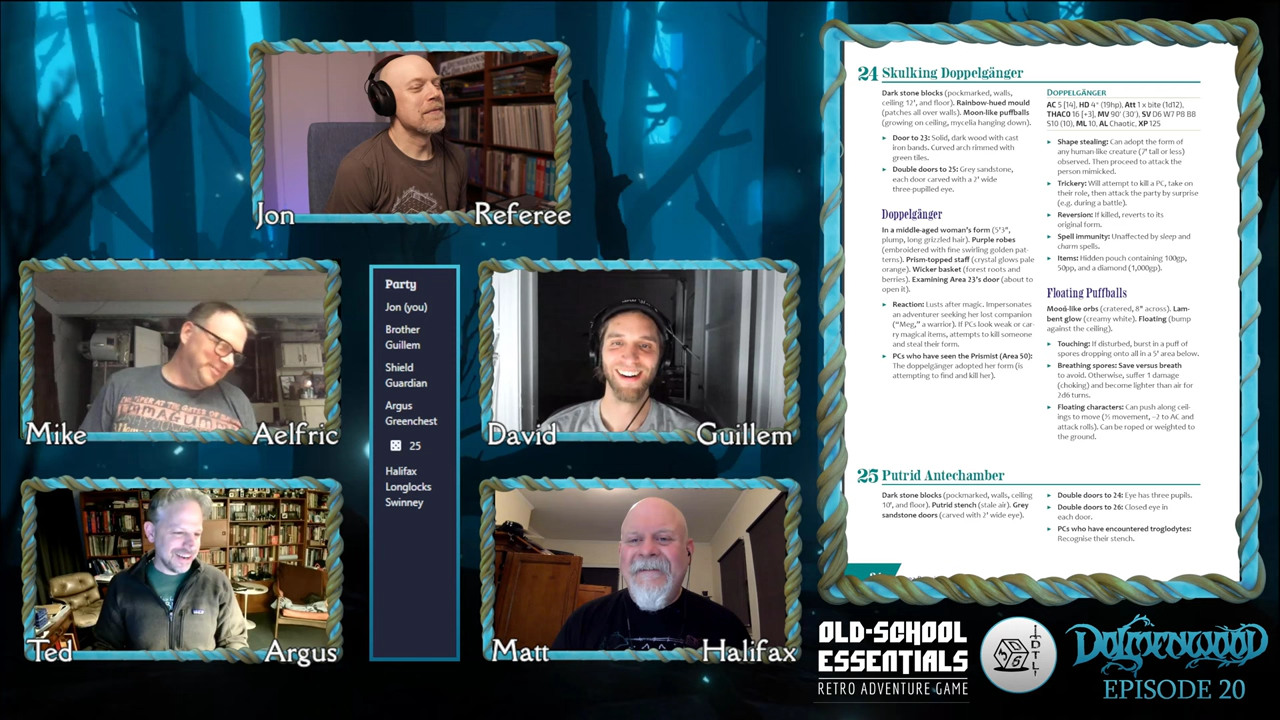 Jon Referee
Mike Aelfric
David Guillem
Ted Argus
Matt Halifax
Party
Jon (you)
Brother
Guillem
Shield
Guardian
Argus
Greenchest
25
Halifax
Longlocks
Swinney
24 Skulking Doppelgänger
Dark stone blocks (pockmarked, walls,
ceiling 12', and floor). Rainbow-hued mould
(patches all over walls). Moon-like puffballs
(growing on ceiling, mycelia hanging down).
► Door to 23: Solid, dark wood with cast
iron bands. Curved arch rimmed with
green tiles.
► Double doors to 25: Grey sandstone,
each door carved with a 2' wide
three pupilled eye.
Doppelgänger
In a middle-aged woman's form (5'3",
plump, long grizzled hair). Purple robes
(embroidered with fine swirling golden pat-
terns). Prism-topped staff (crystal glows pale
orange). Wicker basket (forest roots and
berries). Examining Area 23's door (about to
open it).
► Reaction: Lusts after magic. Impersonates
an adventurer seeking her lost companion
("Meg," a warrior). If PCs look weak or car-
ry magical items, attempts to kill someone
and steal their form.
► PCs who have seen the Prismist (Area 50):
The doppelgänger adopted her form (is
attempting to find and kill her).
DOPPELGÄNGER
AC 5 [14], HD 4* (19hp), Att 1 x bite (1d12),
THAC0 16 [+3], MV 90' (30'), SV D6 W7 P8 B8
S10 (10), ML 10, AL Chaotic, XP 125
► Shape stealing: Can adopt the form of
any human-like creature (7' tall or less)
observed. Then proceed to attack the
person mimicked.
► Trickery: Will attempt to kill a PC, take on
their role, then attack the party by surprise
(e.g. during a battle).
► Reversion: If killed, reverts to its
original form.
► Spell immunity: Unaffected by sleep and
charm spells.
► Items: Hidden pouch containing 100gp,
50pp, and a diamond (1,000gp).
Floating Puffballs
Moon-like orbs (cratered, 8" across). Lam-
bent glow (creamy white). Floating (bump
against the ceiling).
► Touching: If disturbed, burst in a puff of
spores dropping onto all in a 5' area below.
► Breathing spores: Save versus breath
to avoid. Otherwise, suffer 1 damage
(choking) and become lighter than air for
2d6 turns.
► Floating characters: Can push along ceil-
ings to move (½ movement, –2 to AC and
attack rolls). Can be roped or weighted to
the ground.
25 Putrid Antechamber
Dark stone blocks (pockmarked, walls, ceiling
10', and floor). Putrid stench (stale air). Grey
sandstone doors (carved with 2' wide eye).
► Double doors to 24: Eye has three pupils.
► Double doors to 26: Closed eye in
each door.
► PCs who have encountered troglodytes:
Recognise their stench.
OLD-SCHOOL
ESSENTIALS
RETRO ADVENTURE GAME
ITDTL
Dolmenwood
EPISODE 20